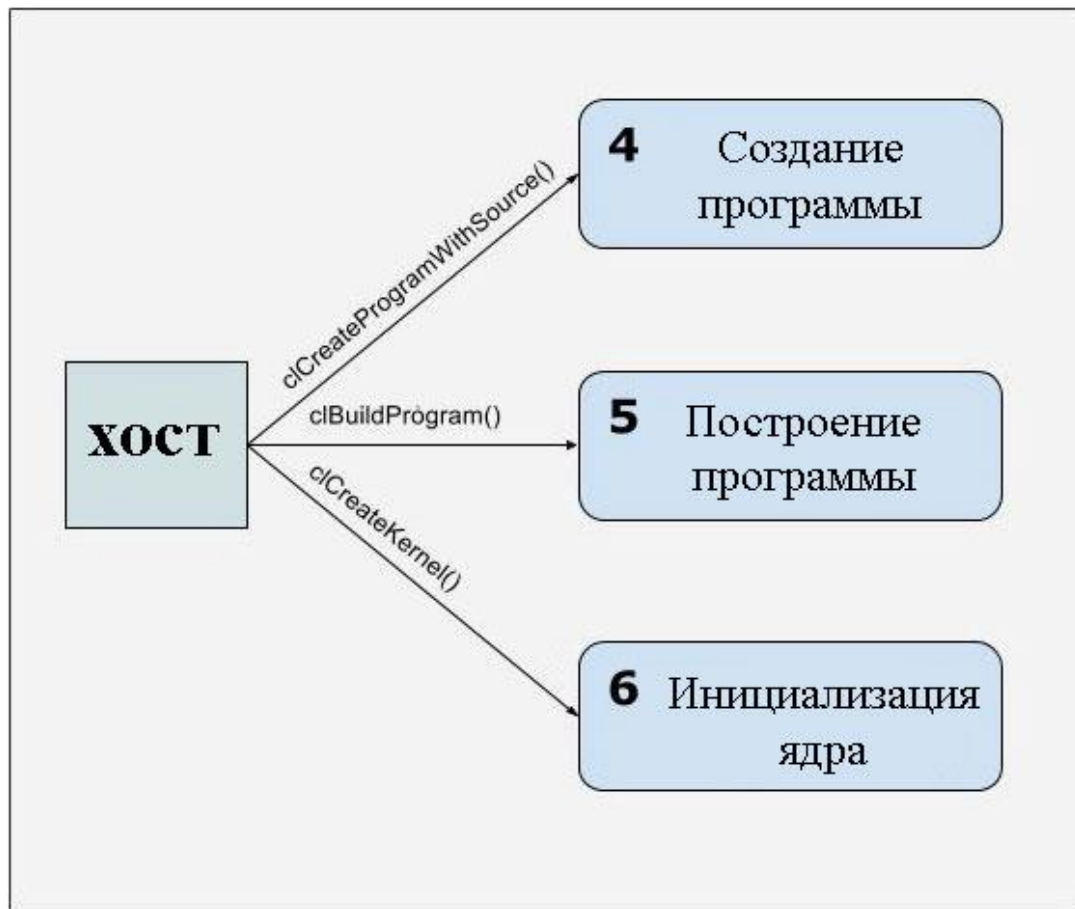 4 Создание
программы
clCreateProgramWithSource()
хост
clBuildProgram()
5 Построение
программы
clCreateKernel()
6 Инициализация
ядра